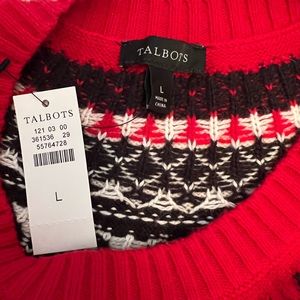 TALBOTS
L
MADE IN
CHINA
TALBOTS
121 03 00
361536 29
55764728
L